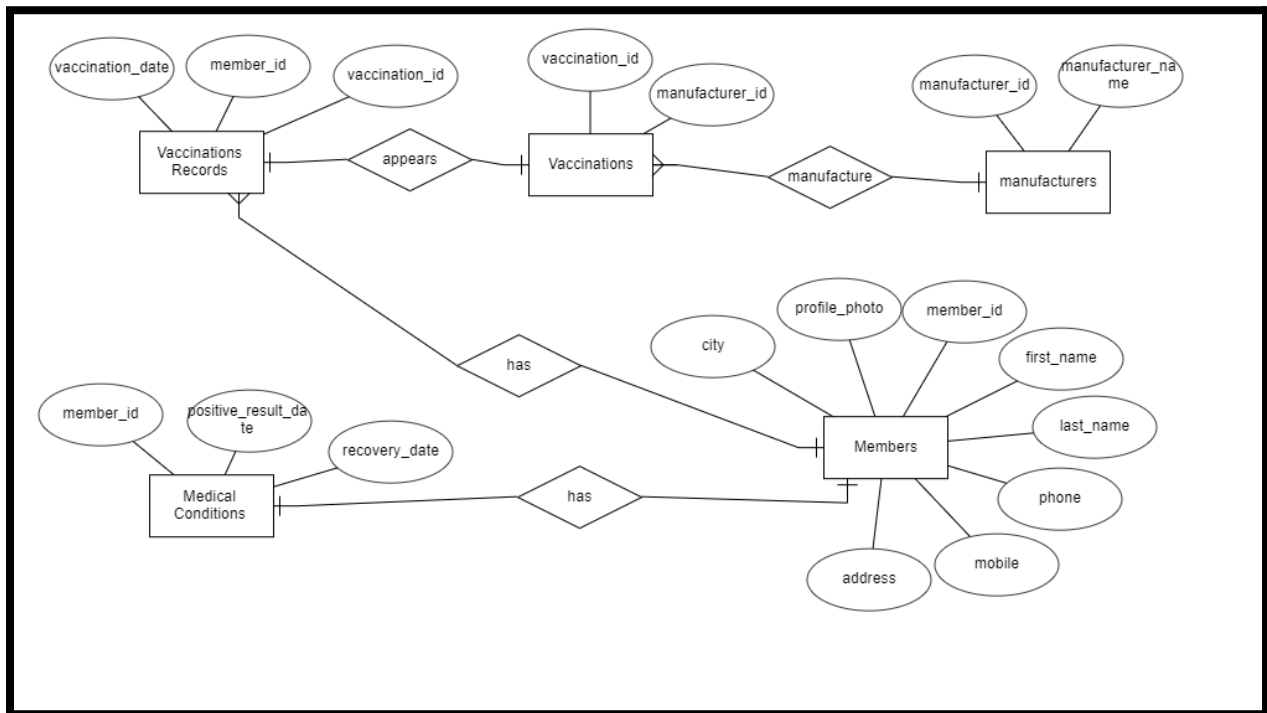 vaccination_date
member_id
vaccination_id
vaccination_id
manufacturer_id
manufacturer_id
manufacturer_na
me
Vaccinations
Records
appears
Vaccinations
manufacture
manufacturers
city
profile_photo
member_id
first_name
has
member_id
positive_result_da
te
recovery_date
last_name
Members
Medical
Conditions
has
phone
address
mobile